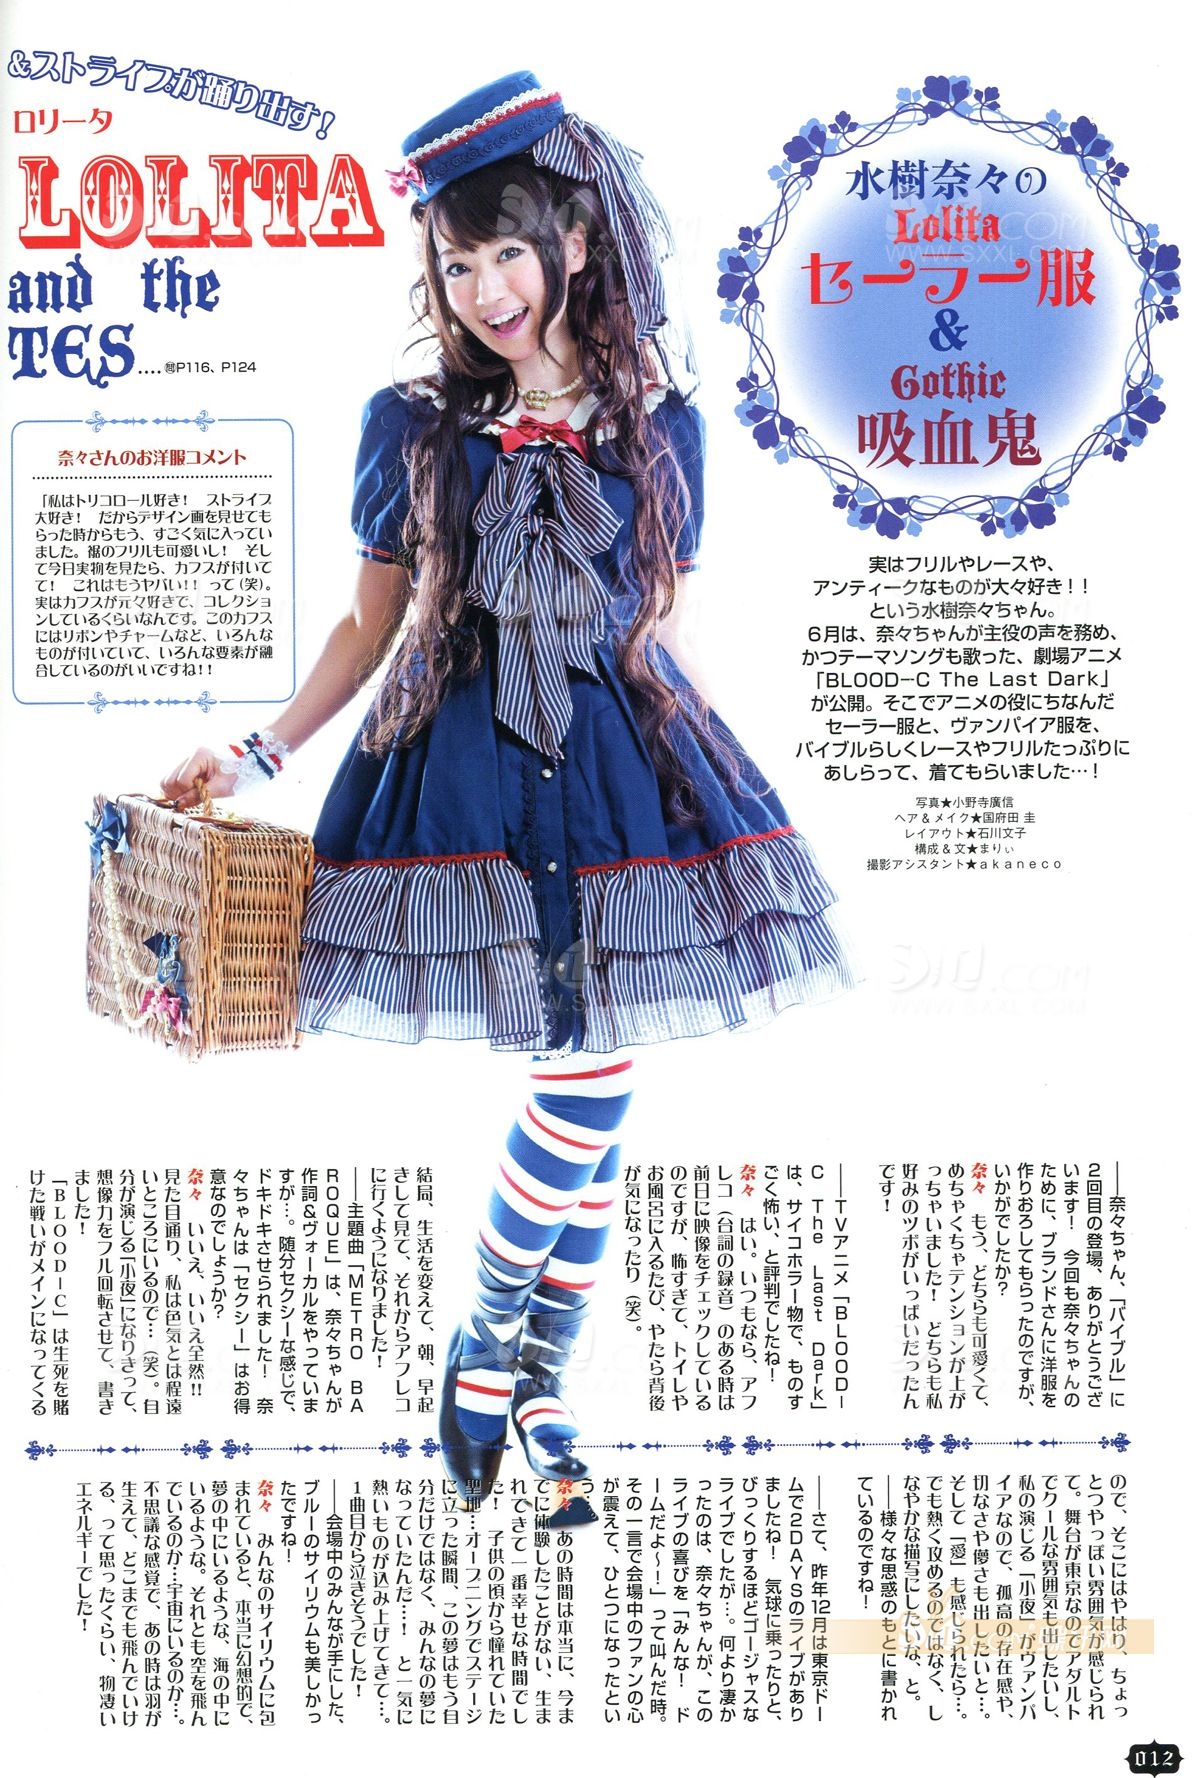 &ストライプが踊り出す!
ロリータ
LOLITA
and the
TES
....㉄P116、P124
水樹奈々の
Lolita
セーラー服
&
Gothic
吸血鬼
奈々さんのお洋服コメント
「私はトリコロール好き! ストライプ
大好き! だからデザイン画を見せても
らった時からもう、すごく気に入ってい
ました。裾のフリルも可愛いし! そし
て今日実物を見たら、カフスが付いてて
て! これはもうヤバい!! って(笑)。
実はカフスが元々好きで、コレクション
しているくらいなんです。このカフス
にはリボンやチャームなど、いろんな
ものが付いていて、いろんな要素が融
合しているのがいいですね!!
実はフリルやレースや、
アンティークなものが大々好き!!
という水樹奈々ちゃん。
6月は、奈々ちゃんが主役の声を務め、
かつテーマソングも歌った、劇場アニメ
「BLOOD-C The Last Dark」
が公開。そこでアニメの役にちなんだ
セーラー服と、ヴァンパイア服を、
バイブルらしくレースやフリルたっぷりに
あしらって、着てもらいました…!
写真★小野寺廣信
ヘア&メイク★国府田 圭
レイアウト★石川文子
構成&文★まりぃ
撮影アシスタント★akaneco
――奈々ちゃん、「バイブル」に
2回目の登場、ありがとうござ
います! 今回も奈々ちゃんの
ために、ブランドさんに洋服を
作りおろしてもらったのですが、
いかがでしたか?
奈々 もう、どちらも可愛くて、
めちゃくちゃテンションが上が
っちゃいました! どちらも私
好みのツボがいっぱいだったん
です!
――TVアニメ「BLOOD-
C The Last Dark」
は、サイコホラー物で、ものす
ごく怖い、と評判でしたね!
奈々 はい。いつもなら、アフ
レコ(台詞の録音)のある時は
前日に映像をチェックしている
のですが、怖すぎて、トイレや
お風呂に入るたび、やたら背後
が気になったり(笑)。
結局、生活を変えて、朝、早起
きして見て、それからアフレコ
に行くようになりました!
――主題曲「METRO BA
ROQUE」は、奈々ちゃんが
作詞&ヴォーカルをやっていま
すが…。随分セクシーな感じで、
ドキドキさせられました! 奈
々ちゃんは「セクシー」はお得
意なのでしょうか?
奈々 いいえ、いいえ全然!!
見た目通り、私は色気とは程遠
いところにいるので…(笑)。自
分が演じる「小夜」になりきって、
想像力をフル回転させて、書き
ました!
「BLOOD-C」は生死を賭
けた戦いがメインになってくる
ので、そこにはやはり、ちょっ
とつやっぽい雰囲気が感じられ
て。舞台が東京なのでアダルト
でクールな雰囲気も出したいし、
私の演じる「小夜」がヴァンパ
イアなので、孤高の存在感や、
切なさや儚さも出したいと…。
そして「愛」も感じられたら…。
でも熱く攻めるのではなく、し
なやかな描写にしたいな、と。
――様々な思惑のもとに書かれ
ているのですね!
――さて、昨年12月は東京ドー
ムで2DAYSのライブがあり
ましたね! 気球に乗ったりと、
びっくりするほどゴージャスな
ライブでしたが…。何より凄か
ったのは、奈々ちゃんが、この
ライブの喜びを「みんな! ド
ームだよ〜!」って叫んだ時。
その一言で会場中のファンの心
が震えて、ひとつになったとい
う…。
奈々 あの時間は本当に、今ま
でに体験したことがない、生ま
れてきて一番幸せな時間でし
た! 子供の頃から憧れていた
聖地…オープニングでステージ
に立った瞬間、この夢はもう自
分だけではなく、みんなの夢に
なっていたんだ…! と一気に
熱いものが込み上げてきて…。
1曲目から泣きそうでした!
――会場中のみんなが手にした、
ブルーのサイリウムも美しかっ
たですね!
奈々 みんなのサイリウムに包
まれていると、本当に幻想的で、
夢の中にいるような、海の中に
いるような。それとも空を飛ん
でいるのか…宇宙にいるのか…。
不思議な感覚で、あの時は羽が
生えて、どこまでも飛んでいけ
る、って思ったくらい、物凄い
エネルギーでした!
012
WWW.SXXL.COM